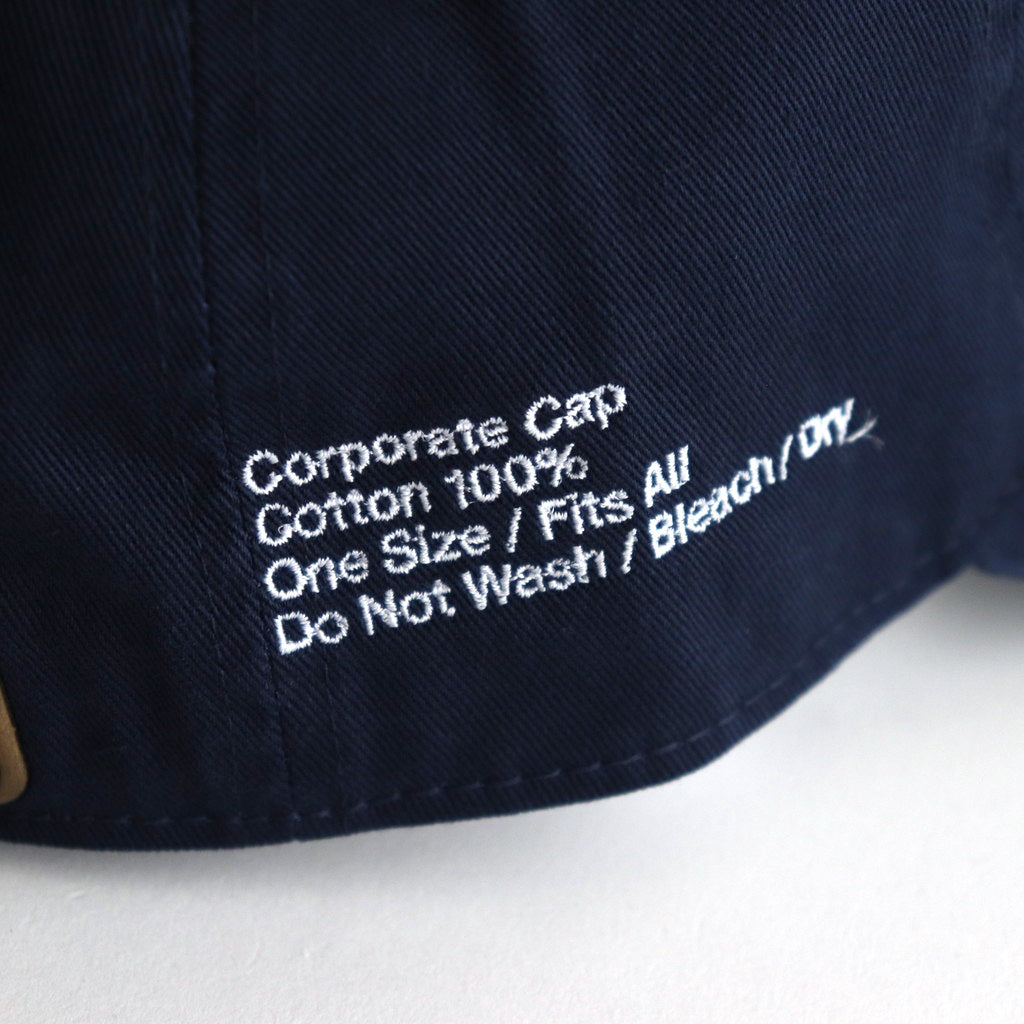 Corporate Cap
Cotton 100%
One Size / Fits All
Do Not Wash / Bleach / Dry